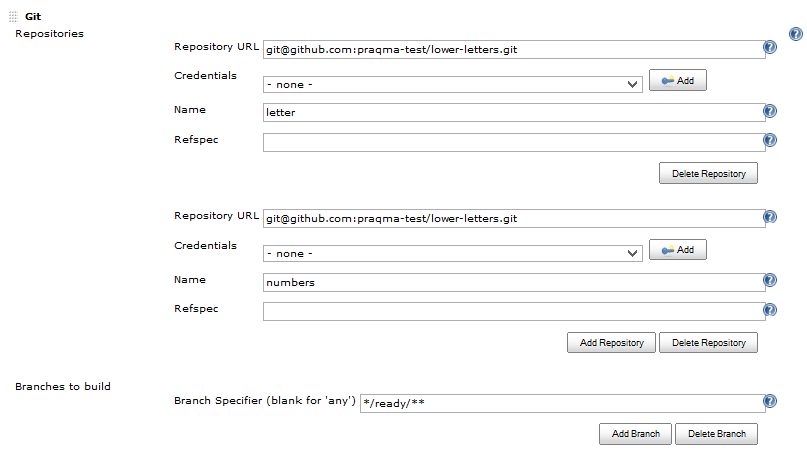 Git
Repositories
Repository URL git@github.com:praqma-test/lower-letters.git
Credentials - none - Add
Name letter
Refspec
Delete Repository
Repository URL git@github.com:praqma-test/lower-letters.git
Credentials - none - Add
Name numbers
Refspec
Add Repository Delete Repository
Branches to build
Branch Specifier (blank for 'any') */ready/**
Add Branch Delete Branch